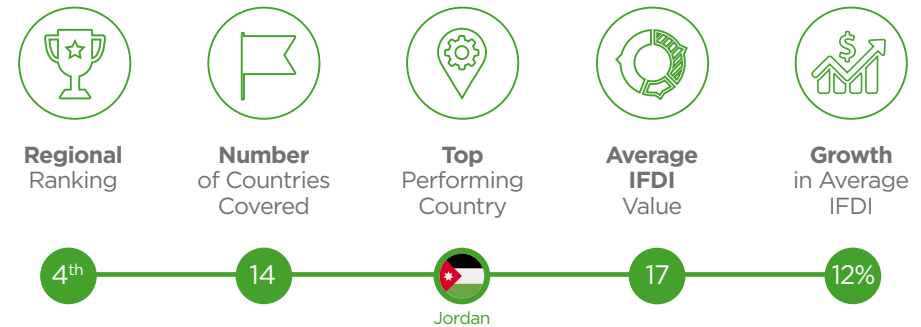 Regional
Ranking
Number
of Countries
Covered
Top
Performing
Country
Average
IFDI
Value
Growth
in Average
IFDI
4th
14
17
12%
Jordan
$